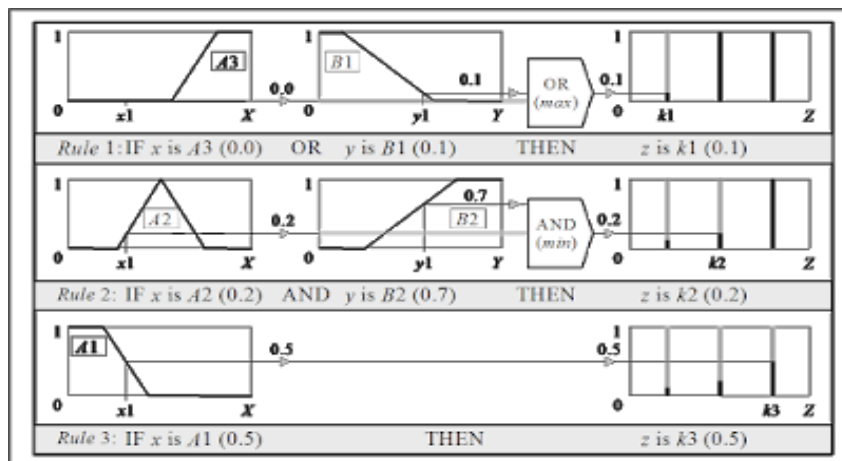 1 A3 1 B1 0.1 OR (max) 0.1 1
0.0
0 x1 X 0 y1 Y 0 k1 Z
Rule 1: IF x is A3 (0.0) OR y is B1 (0.1) THEN z is k1 (0.1)
1 A2 0.2 1 0.7 B2 AND (min) 0.2 1
0 x1 X 0 y1 Y 0 k2 Z
Rule 2: IF x is A2 (0.2) AND y is B2 (0.7) THEN z is k2 (0.2)
1 A1 0.5 0.5 1
0 x1 X 0 k3 Z
Rule 3: IF x is A1 (0.5) THEN z is k3 (0.5)